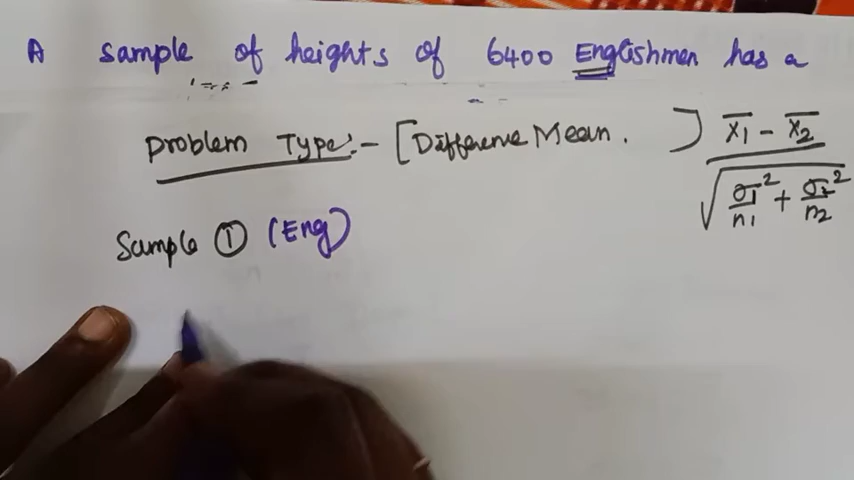 A sample of heights of 6400 Englishmen has a
Problem Type:- [Difference Mean. ] x̄₁ - x̄₂ / √(σ₁²/n₁ + σ₂²/n₂)
Sample ① (Eng)